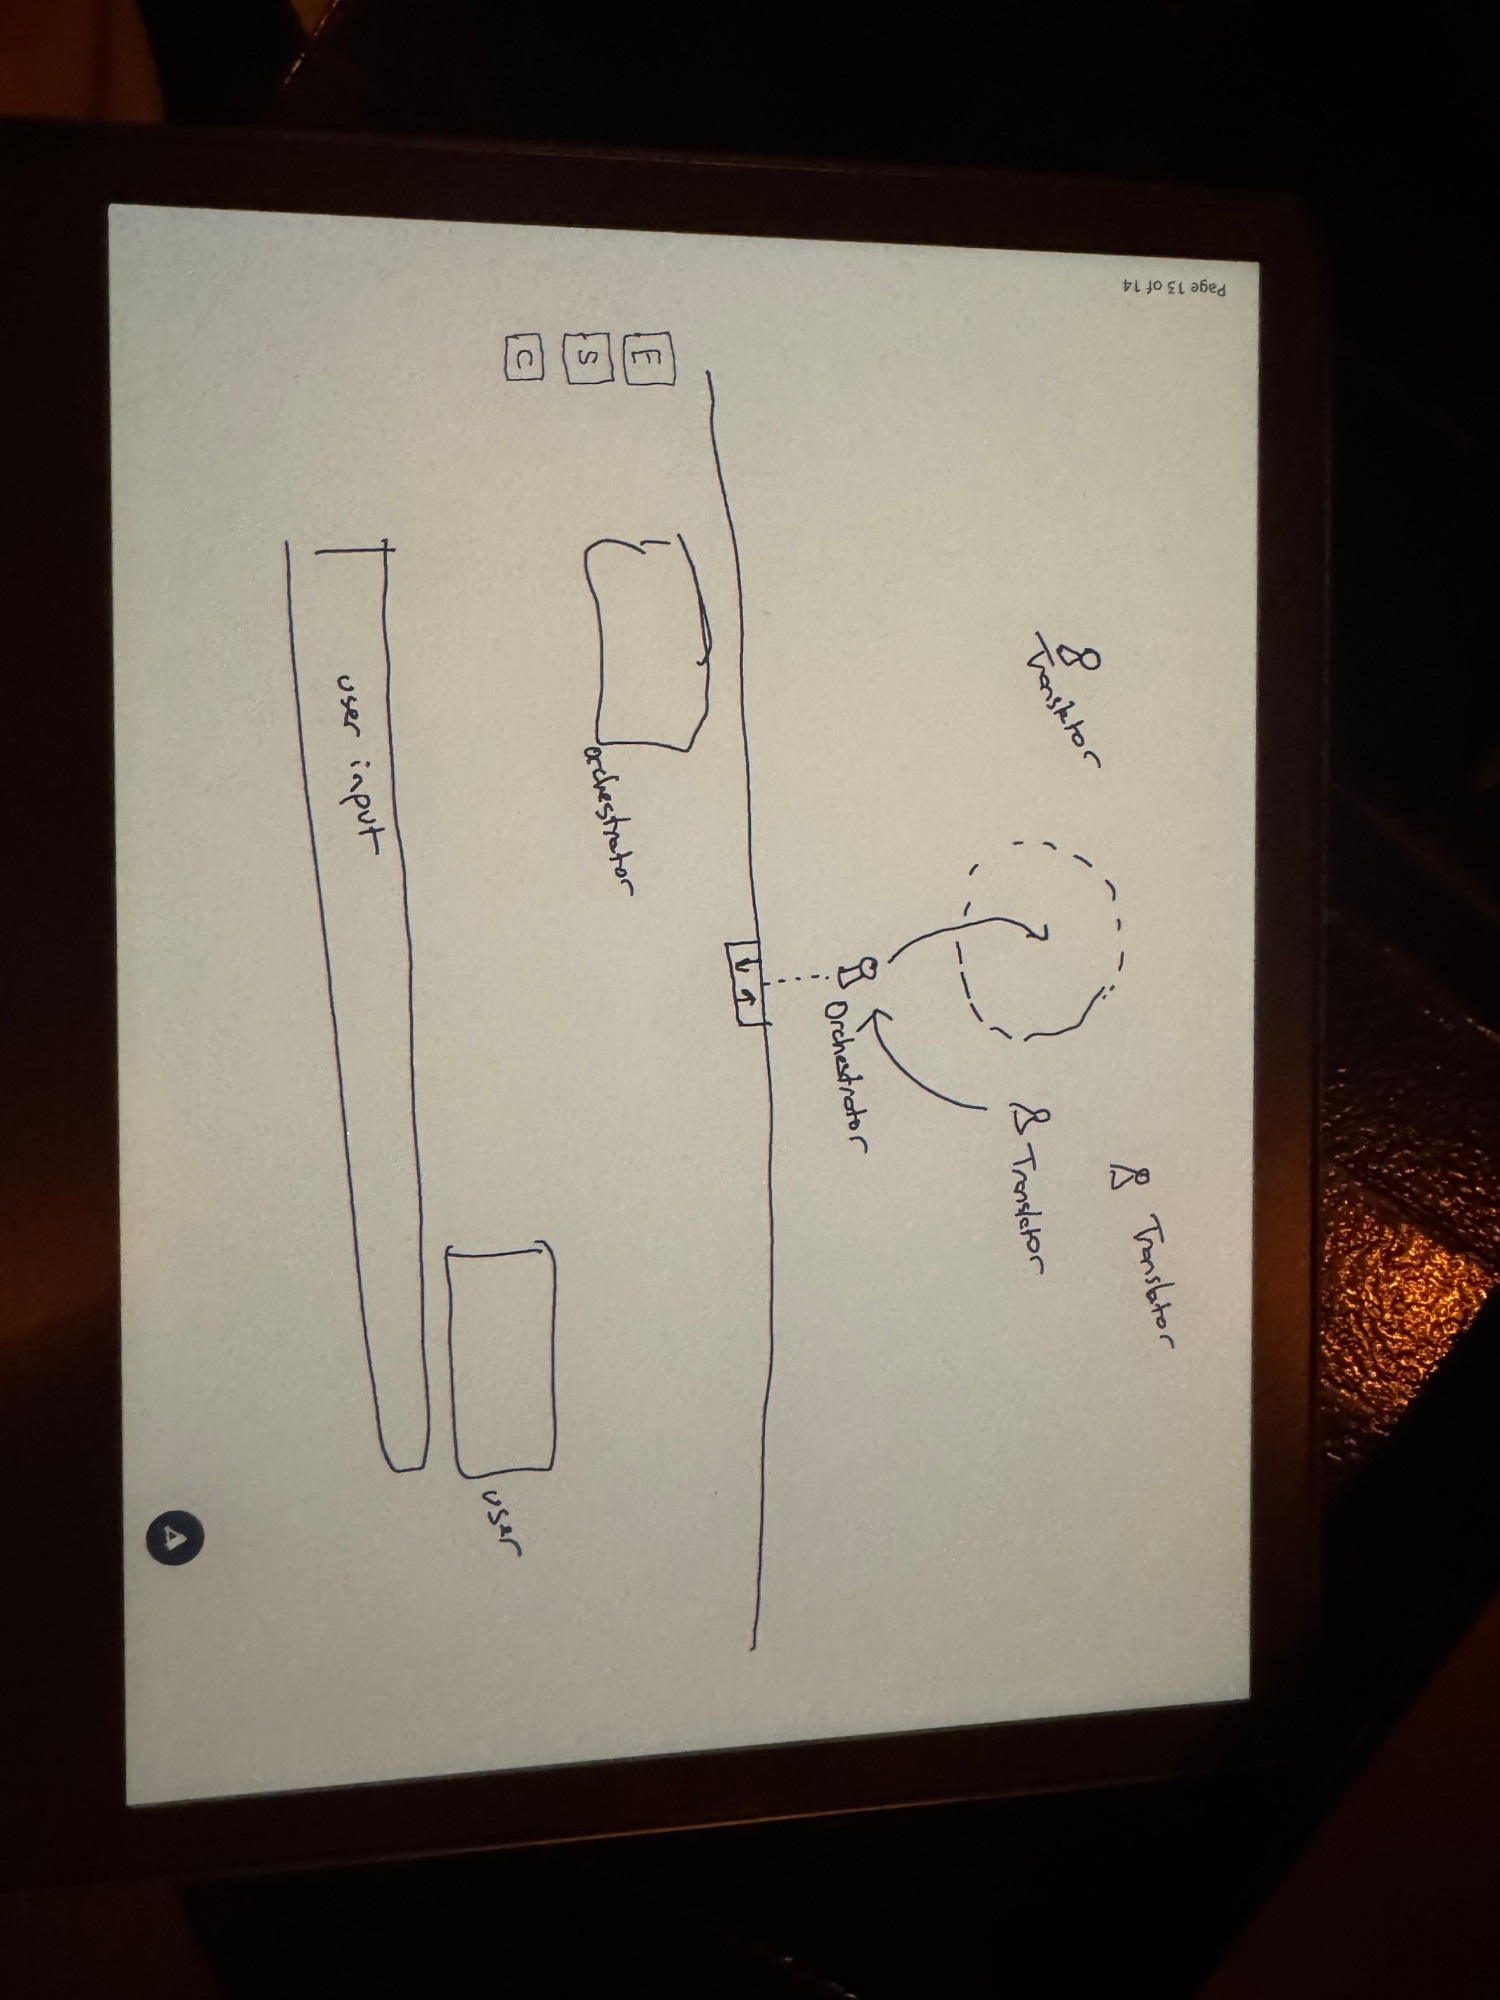 Page 13 of 14
Translator
Translator
Translator
Orchestrator
E
S
C
orchestrator
user
user input
A